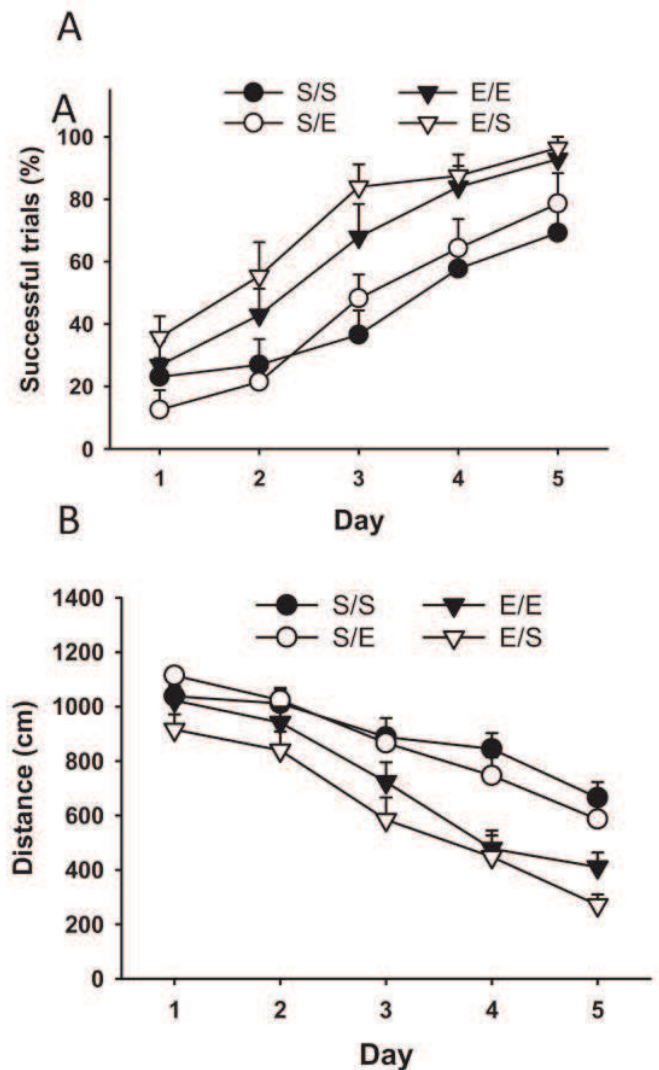 A
A
S/S E/E
S/E E/S
Successful trials (%)
100
80
60
40
20
0
1 2 3 4 5
Day
B
S/S E/E
S/E E/S
Distance (cm)
1400
1200
1000
800
600
400
200
0
1 2 3 4 5
Day